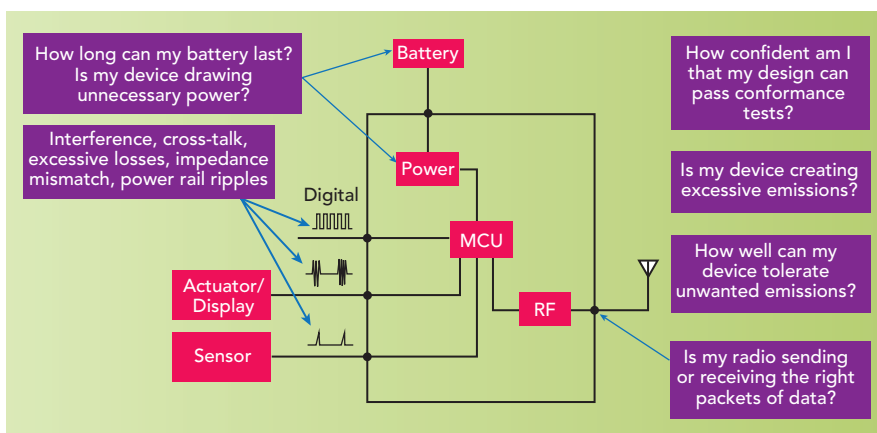 How long can my battery last?
Is my device drawing
unnecessary power?
Battery
How confident am I
that my design can
pass conformance
tests?
Interference, cross-talk,
excessive losses, impedance
mismatch, power rail ripples
Power
Is my device creating
excessive emissions?
Digital
MCU
How well can my
device tolerate
unwanted emissions?
Actuator/
Display
RF
Sensor
Is my radio sending
or receiving the right
packets of data?